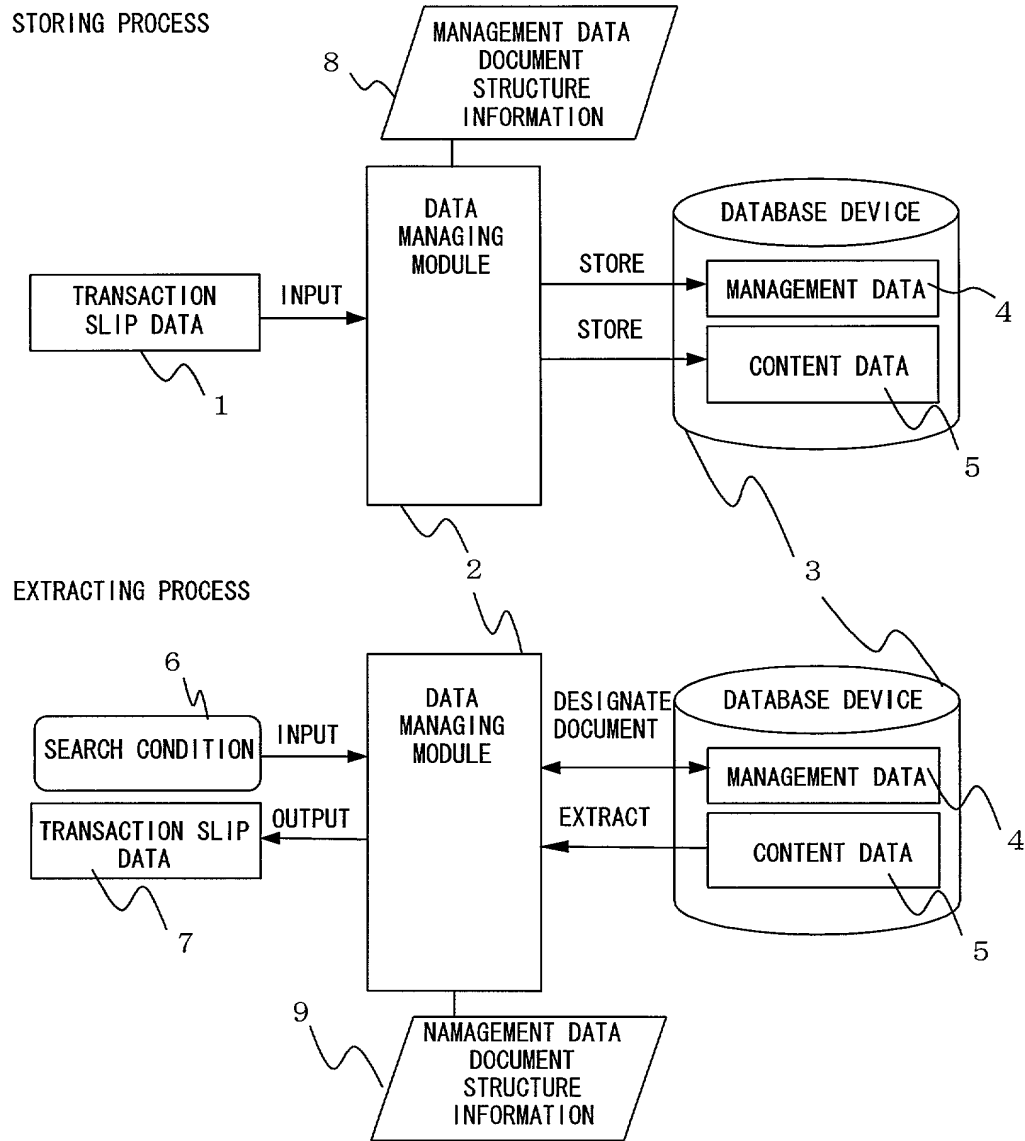 STORING PROCESS
MANAGEMENT DATA
DOCUMENT
STRUCTURE
INFORMATION
8
DATA
MANAGING
MODULE
DATABASE DEVICE
TRANSACTION
SLIP DATA
INPUT
STORE
STORE
MANAGEMENT DATA
CONTENT DATA
4
1
5
2
3
EXTRACTING PROCESS
6
SEARCH CONDITION
INPUT
DATA
MANAGING
MODULE
DESIGNATE
DOCUMENT
DATABASE DEVICE
MANAGEMENT DATA
TRANSACTION SLIP
DATA
OUTPUT
EXTRACT
CONTENT DATA
4
7
5
9
NAMAGEMENT DATA
DOCUMENT
STRUCTURE
INFORMATION